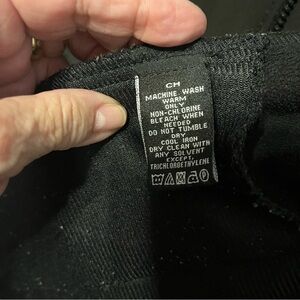 CM
MACHINE WASH
WARM
ONLY
NON-CHLORINE
BLEACH WHEN
NEEDED
DO NOT TUMBLE
DRY
COOL IRON
DRY CLEAN WITH
ANY SOLVENT
EXCEPT
TRICHLOROETHYLENE